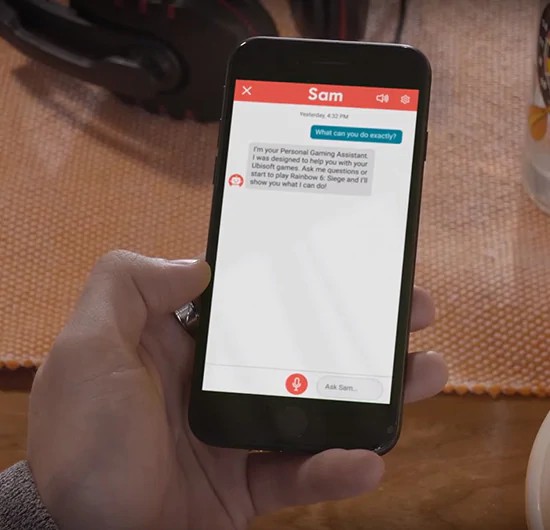 Sam
Yesterday, 4:32 PM
What can you do exactly?
I'm your Personal Gaming Assistant.
I was designed to help you with your
Ubisoft games. Ask me questions or
start to play Rainbow 6: Siege and I'll
show you what I can do!
Ask Sam...